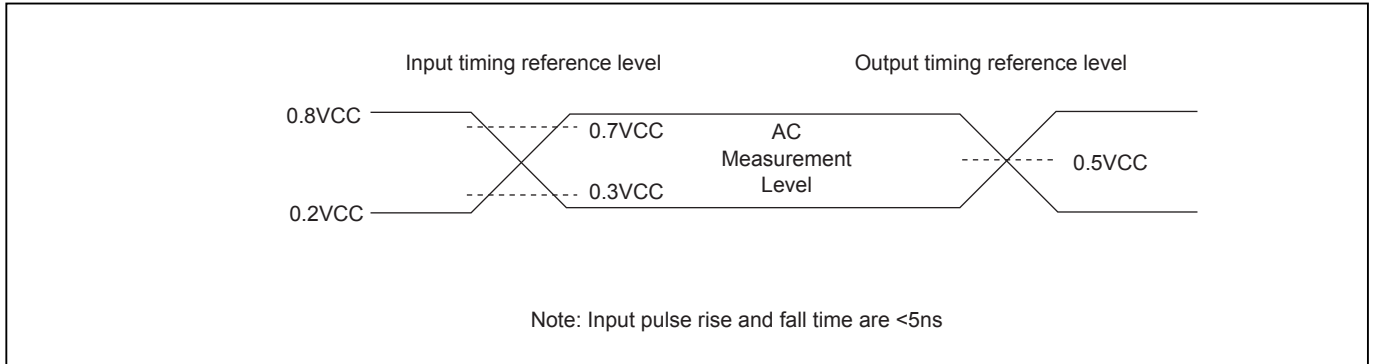 Input timing reference level
Output timing reference level
0.8VCC
0.7VCC
AC
Measurement
Level
0.5VCC
0.3VCC
0.2VCC
Note: Input pulse rise and fall time are <5ns